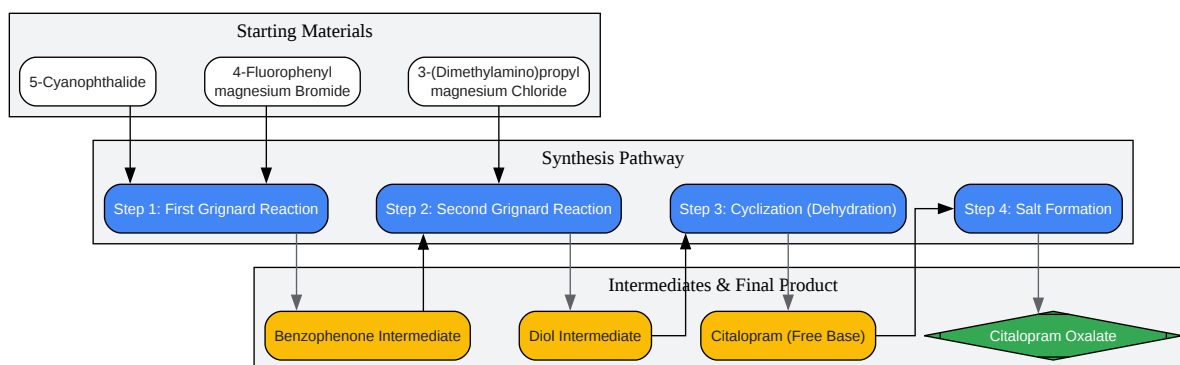 Starting Materials
5-Cyanophthalide
4-Fluorophenyl
magnesium Bromide
3-(Dimethylamino)propyl
magnesium Chloride
Synthesis Pathway
Step 1: First Grignard Reaction
Step 2: Second Grignard Reaction
Step 3: Cyclization (Dehydration)
Step 4: Salt Formation
Intermediates & Final Product
Benzophenone Intermediate
Diol Intermediate
Citalopram (Free Base)
Citalopram Oxalate